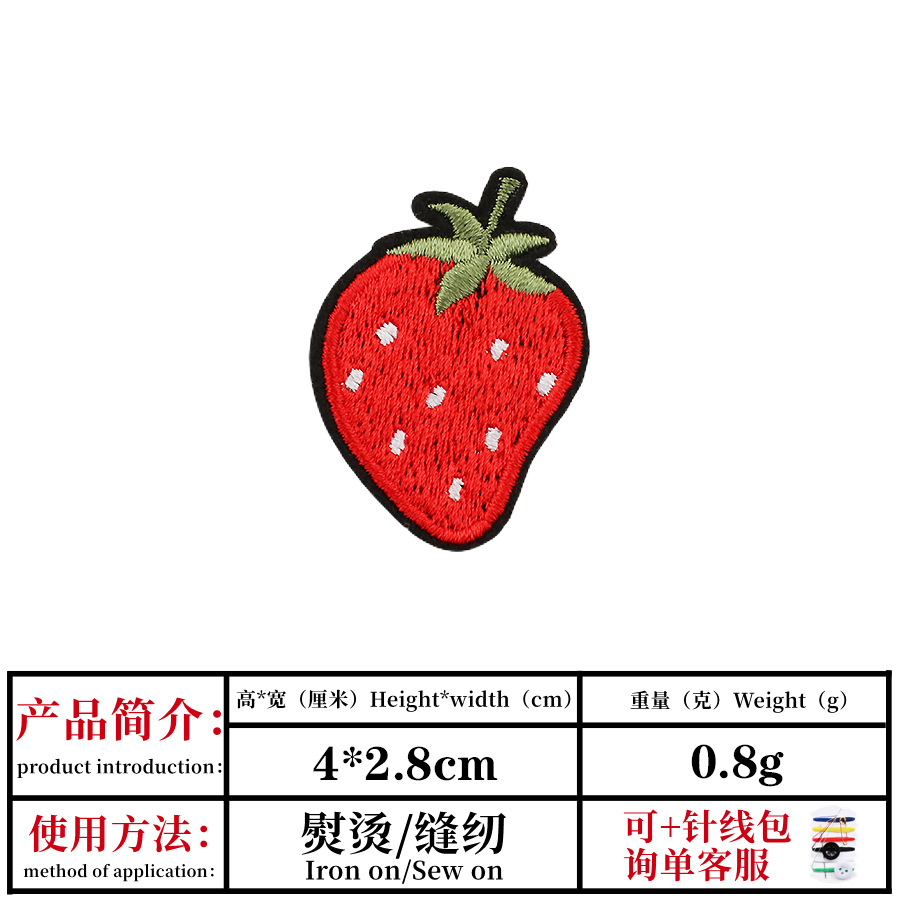 产品简介：
product introduction：
高*宽（厘米）Height*width（cm）
重量（克）Weight（g）
4*2.8cm
0.8g
使用方法：
method of application：
熨烫/缝纫
Iron on/Sew on
可+针线包
询单客服